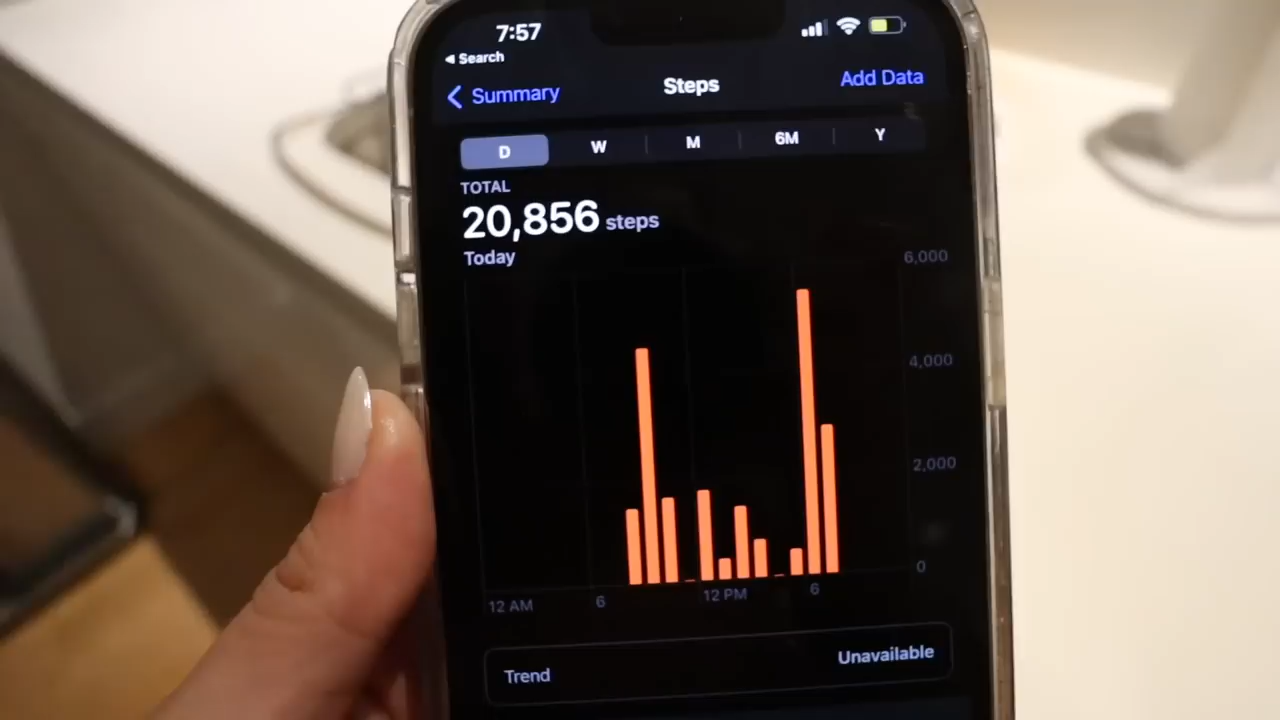 7:57
◀ Search
Summary
Steps
Add Data
D
W
M
6M
Y
TOTAL
20,856 steps
Today
6,000
4,000
2,000
0
12 AM
6
12 PM
6
Trend
Unavailable